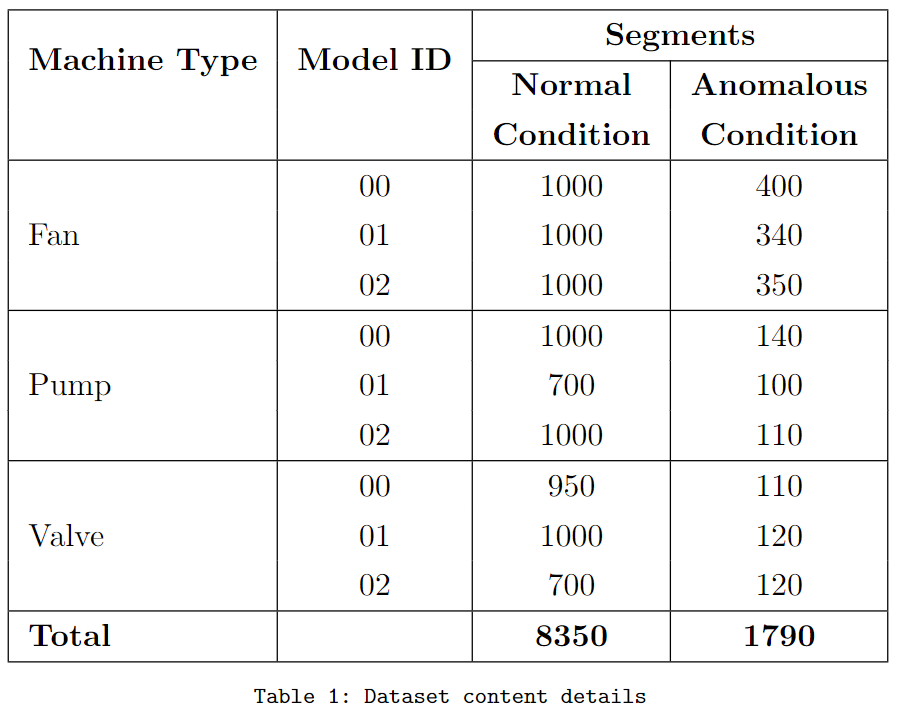 Machine Type Model ID Segments
Normal Condition Anomalous Condition
Fan 00 1000 400
01 1000 340
02 1000 350
Pump 00 1000 140
01 700 100
02 1000 110
Valve 00 950 110
01 1000 120
02 700 120
Total 8350 1790
Table 1: Dataset content details